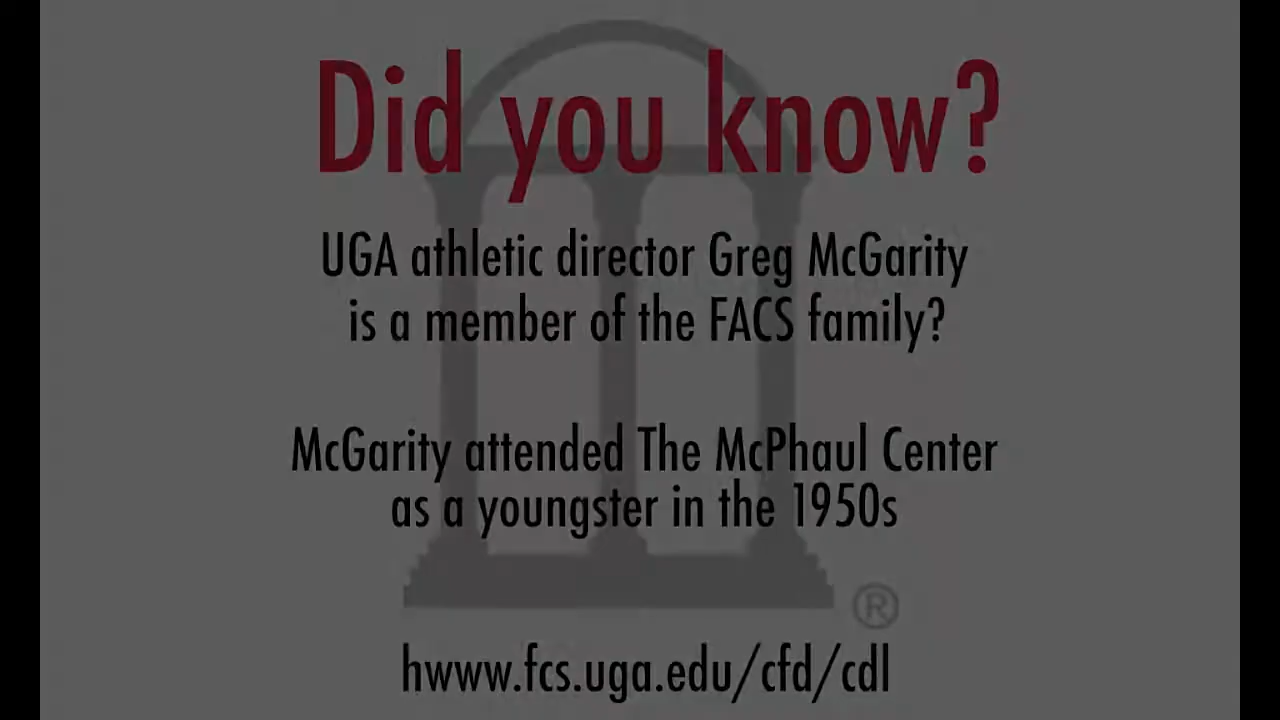 Did you know?
UGA athletic director Greg McGarity
is a member of the FACS family?
McGarity attended The McPhaul Center
as a youngster in the 1950s
®
hwww.fcs.uga.edu/cfd/cdl